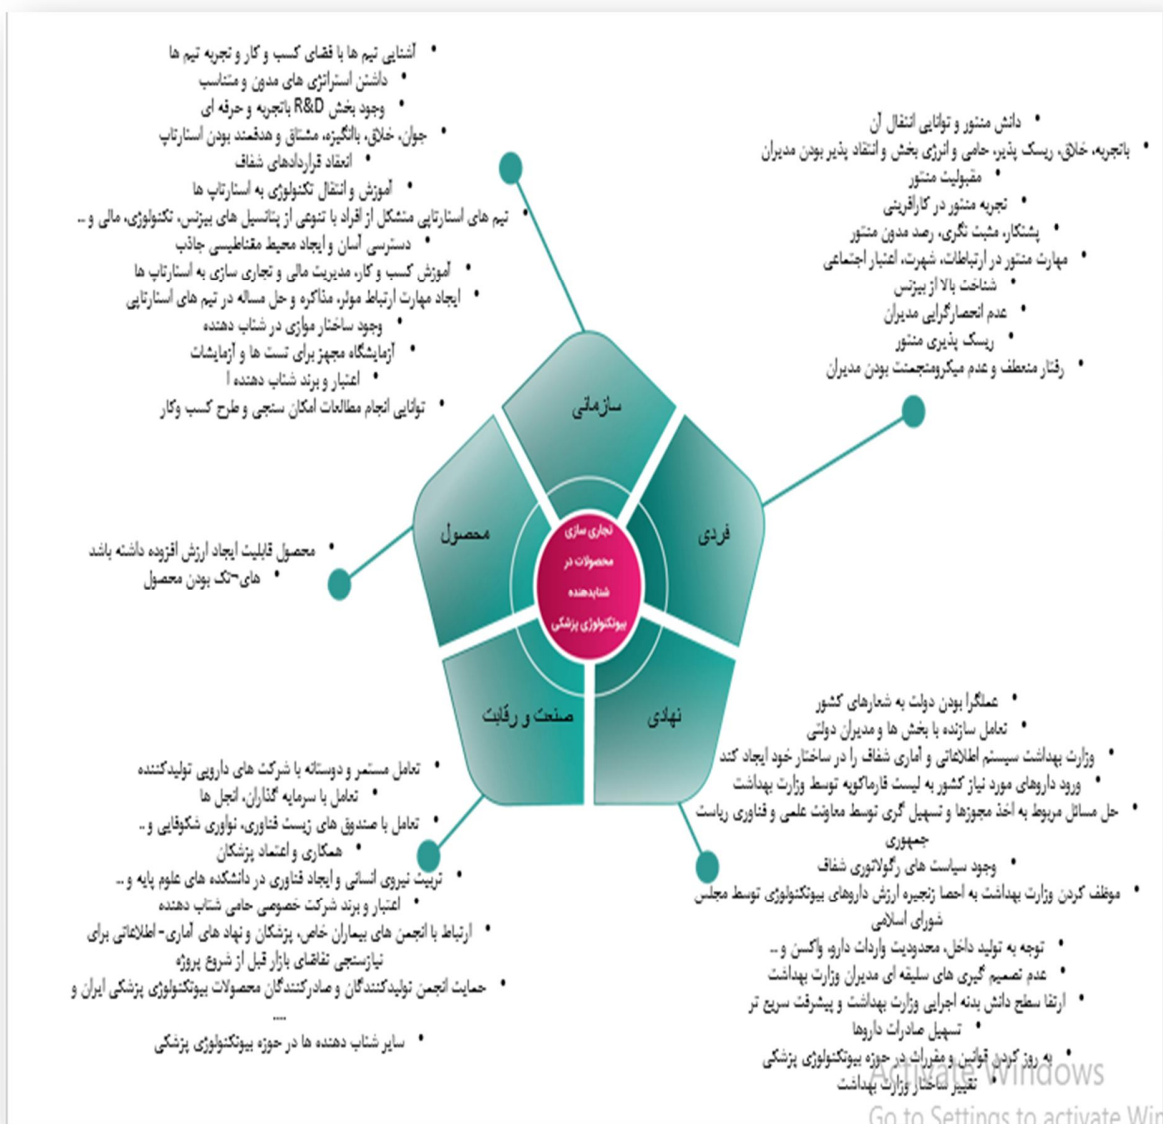 آشنایی تیم ها با فضای کسب و کار و تجربه تیم ها
داشتن استراتژی های مدون و متناسب
وجود بخش R&D باتجربه و حرفه ای
جوان، خلاق، باانگیزه، مشتاق و هدفمند بودن استارتاپ
انعقاد قراردادهای شفاف
آموزش و انتقال تکنولوژی به استارتاپ ها
تیم های استارتاپی متشکل از افراد با تنوعی از پتانسیل های بیزنس، تکنولوژی، مالی و ...
دسترسی آسان و ایجاد محیط مغناطیسی جاذب
آموزش کسب و کار، مدیریت مالی و تجاری سازی به استارتاپ ها
ایجاد مهارت ارتباط موثر، مذاکره و حل مساله در تیم های استارتاپی
وجود ساختار موازی در شتاب دهنده
آزمایشگاه مجهز برای تست ها و آزمایشات
اعتبار و برند شتاب دهنده ا
توانایی انجام مطالعات امکان سنجی و طرح کسب وکار
دانش منتور و توانایی انتقال آن
باتجربه، خلاق، ریسک پذیر، حامی و انرژی بخش و انتقاد پذیر بودن مدیران
مقبولیت منتور
تجربه منتور در کارآفرینی
پشتکار، مثبت نگری، رصد مدون منتور
مهارت منتور در ارتباطات، شهرت، اعتبار اجتماعی
شناخت بالا از بیزنس
عدم انحصارگرایی مدیران
ریسک پذیری منتور
رفتار منعطف و عدم میکرومنجمنت بودن مدیران
سازمانی
فردی
محصول
نهادی
صنعت و رقابت
تجاری سازی
محصولات در
شتابدهنده
بیوتکنولوژی پزشکی
محصول قابلیت ایجاد ارزش افزوده داشته باشد
های¬تک بودن محصول
عملگرا بودن دولت به شعارهای کشور
تعامل سازنده با بخش ها و مدیران دولتی
وزارت بهداشت سیستم اطلاعاتی و آماری شفاف را در ساختار خود ایجاد کند
ورود داروهای مورد نیاز کشور به لیست فارماکوپه توسط وزارت بهداشت
حل مسائل مربوط به اخذ مجوزها و تسهیل گری توسط معاونت علمی و فناوری ریاست
جمهوری
وجود سیاست های رگولاتوری شفاف
موظف کردن وزارت بهداشت به احصا زنجیره ارزش داروهای بیوتکنولوژی توسط مجلس
شورای اسلامی
توجه به تولید داخل، محدودیت واردات دارو، واکسن و ...
عدم تصمیم گیری های سلیقه ای مدیران وزارت بهداشت
ارتقا سطح دانش بدنه اجرایی وزارت بهداشت و پیشرفت سریع تر
تسهیل صادرات داروها
به روز کردن قوانین و مقررات در حوزه بیوتکنولوژی پزشکی
تغییر ساختار وزارت بهداشت
تعامل مستمر و دوستانه با شرکت های دارویی تولیدکننده
تعامل با سرمایه گذاران، انجل ها
تعامل با صندوق های زیست فناوری، نوآوری شکوفایی و ..
همکاری و اعتماد پزشکان
تربیت نیروی انسانی و ایجاد فناوری در دانشکده های علوم پایه و ...
اعتبار و برند شرکت خصوصی حامی شتاب دهنده
ارتباط با انجمن های بیماران خاص، پزشکان و نهاد های آماری- اطلاعاتی برای
نیازسنجی تقاضای بازار قبل از شروع پروژه
حمایت انجمن تولیدکنندگان و صادرکنندگان محصولات بیوتکنولوژی پزشکی ایران و
....
سایر شتاب دهنده ها در حوزه بیوتکنولوژی پزشکی
Activate Windows
Go to Settings to activate Win